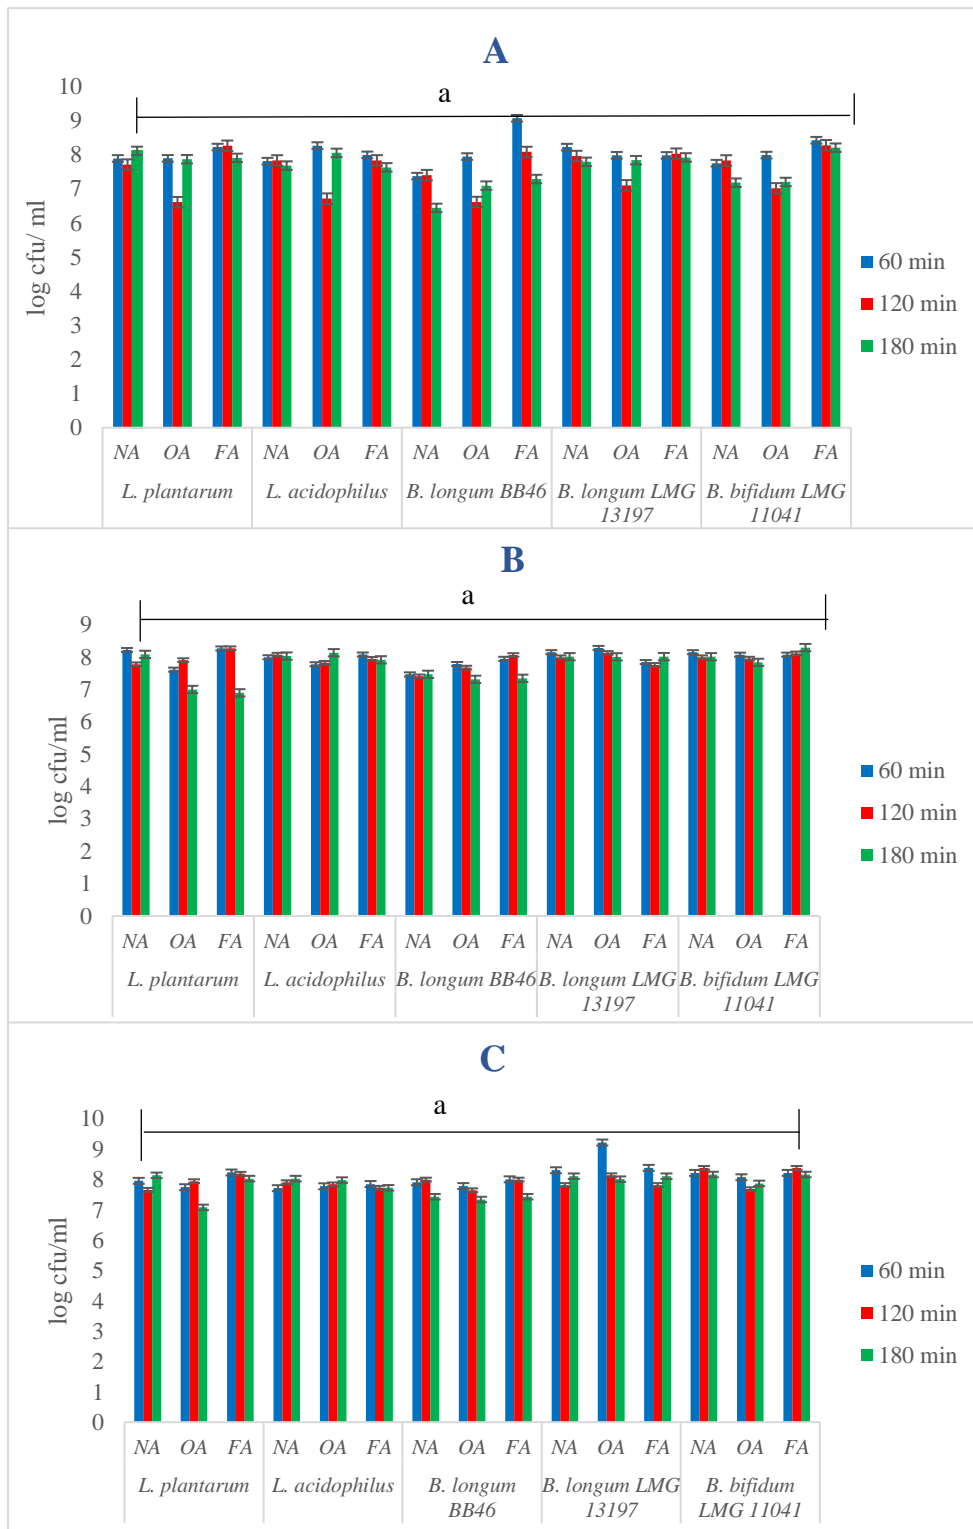 A
a
10
9
8
7
6
5
4
3
2
1
0
log cfu/ ml
60 min
120 min
180 min
NA OA FA NA OA FA NA OA FA NA OA FA NA OA FA
L. plantarum L. acidophilus B. longum BB46 B. longum LMG B. bifidum LMG
13197 11041
B
a
9
8
7
6
5
4
3
2
1
0
log cfu/ml
60 min
120 min
180 min
NA OA FA NA OA FA NA OA FA NA OA FA NA OA FA
L. plantarum L. acidophilus B. longum BB46 B. longum LMG B. bifidum LMG
13197 11041
C
a
10
9
8
7
6
5
4
3
2
1
0
log cfu/ml
60 min
120 min
180 min
NA OA FA NA OA FA NA OA FA NA OA FA NA OA FA
L. plantarum L. acidophilus B. longum B. longum LMG B. bifidum
BB46 13197 LMG 11041